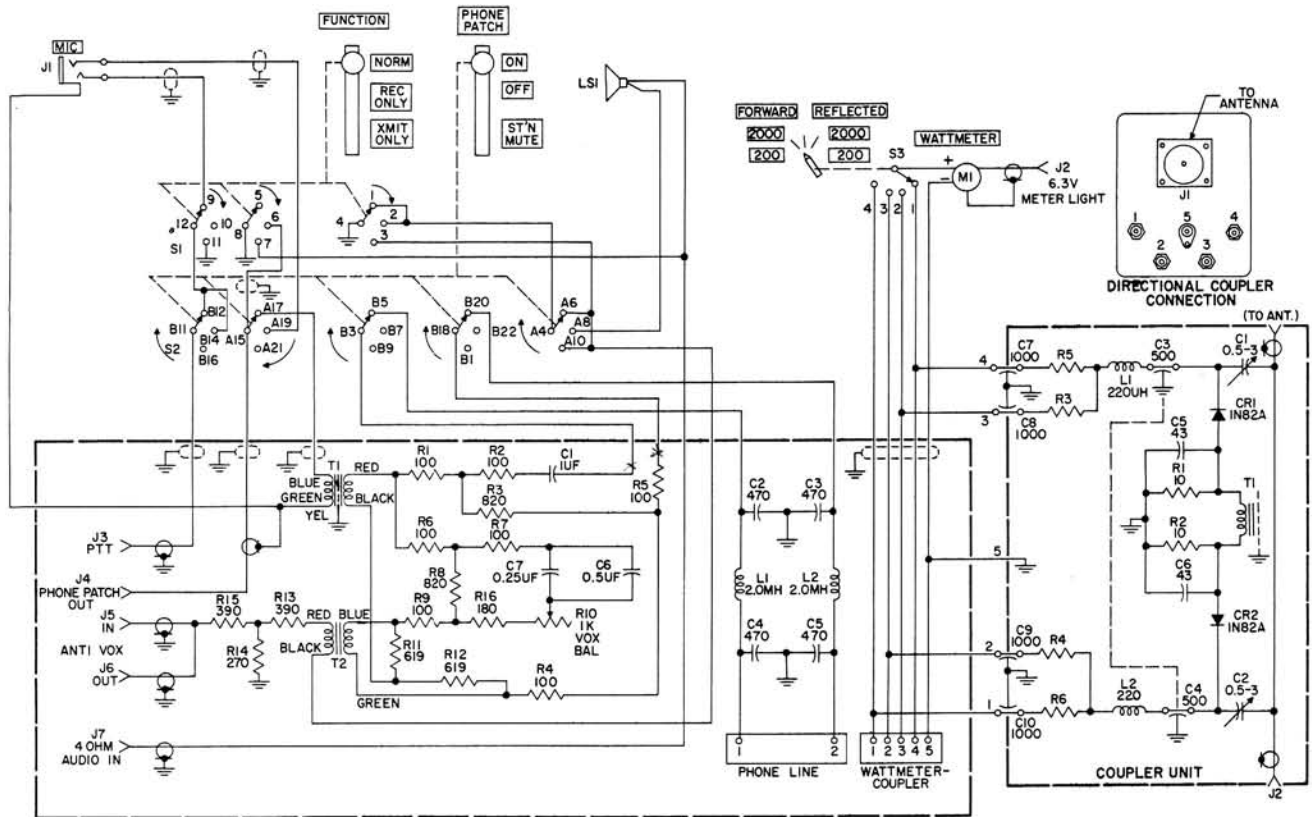 FUNCTION
NORM
REC ONLY
XMIT ONLY
PHONE PATCH
ON
OFF
ST'N MUTE
MIC
J1
LS1
FORWARD
2000
200
REFLECTED
2000
200
S3
WATTMETER
+
-
M1
J2
6.3V
METER LIGHT
4 3 2 1
TO ANTENNA
J1
1 5 4
2 3
DIRECTIONAL COUPLER CONNECTION
9
12 10
11
S1
5
8 6
7
1
4 2
3
B12
B11 B14
S2 B16
A17
A15 A19
A21
B5
B3 B7
B9
B20
B18 B22
B1
A6
A4 A8
A10
T1
BLUE
GREEN
YEL
RED
BLACK
R1
100
R2
100
C1
1UF
R3
820
R5
100
R6
100
R7
100
C7
0.25UF
C6
0.5UF
R8
820
R9
100
R16
180
R10
1K
VOX
BAL
R11
619
R12
619
R4
100
GREEN
J3
PTT
J4
PHONE PATCH
OUT
J5
IN
ANTI VOX
J6
OUT
R15
390
R13
390
R14
270
RED
BLACK
BLUE
T2
J7
4 OHM
AUDIO IN
C2
470
C3
470
L1
2.0MH
L2
2.0MH
C4
470
C5
470
1 2
PHONE LINE
1 2 3 4 5
WATTMETER-COUPLER
5
(TO ANT.)
4
C7
1000
R5
L1
220UH
C3
500
C1
0.5-3
3
C8
1000
R3
CR1
IN82A
C5
43
R1
10
T1
R2
10
C6
43
CR2
IN82A
2
C9
1000
R4
L2
220
C4
500
C2
0.5-3
1
C10
1000
R6
COUPLER UNIT
J2